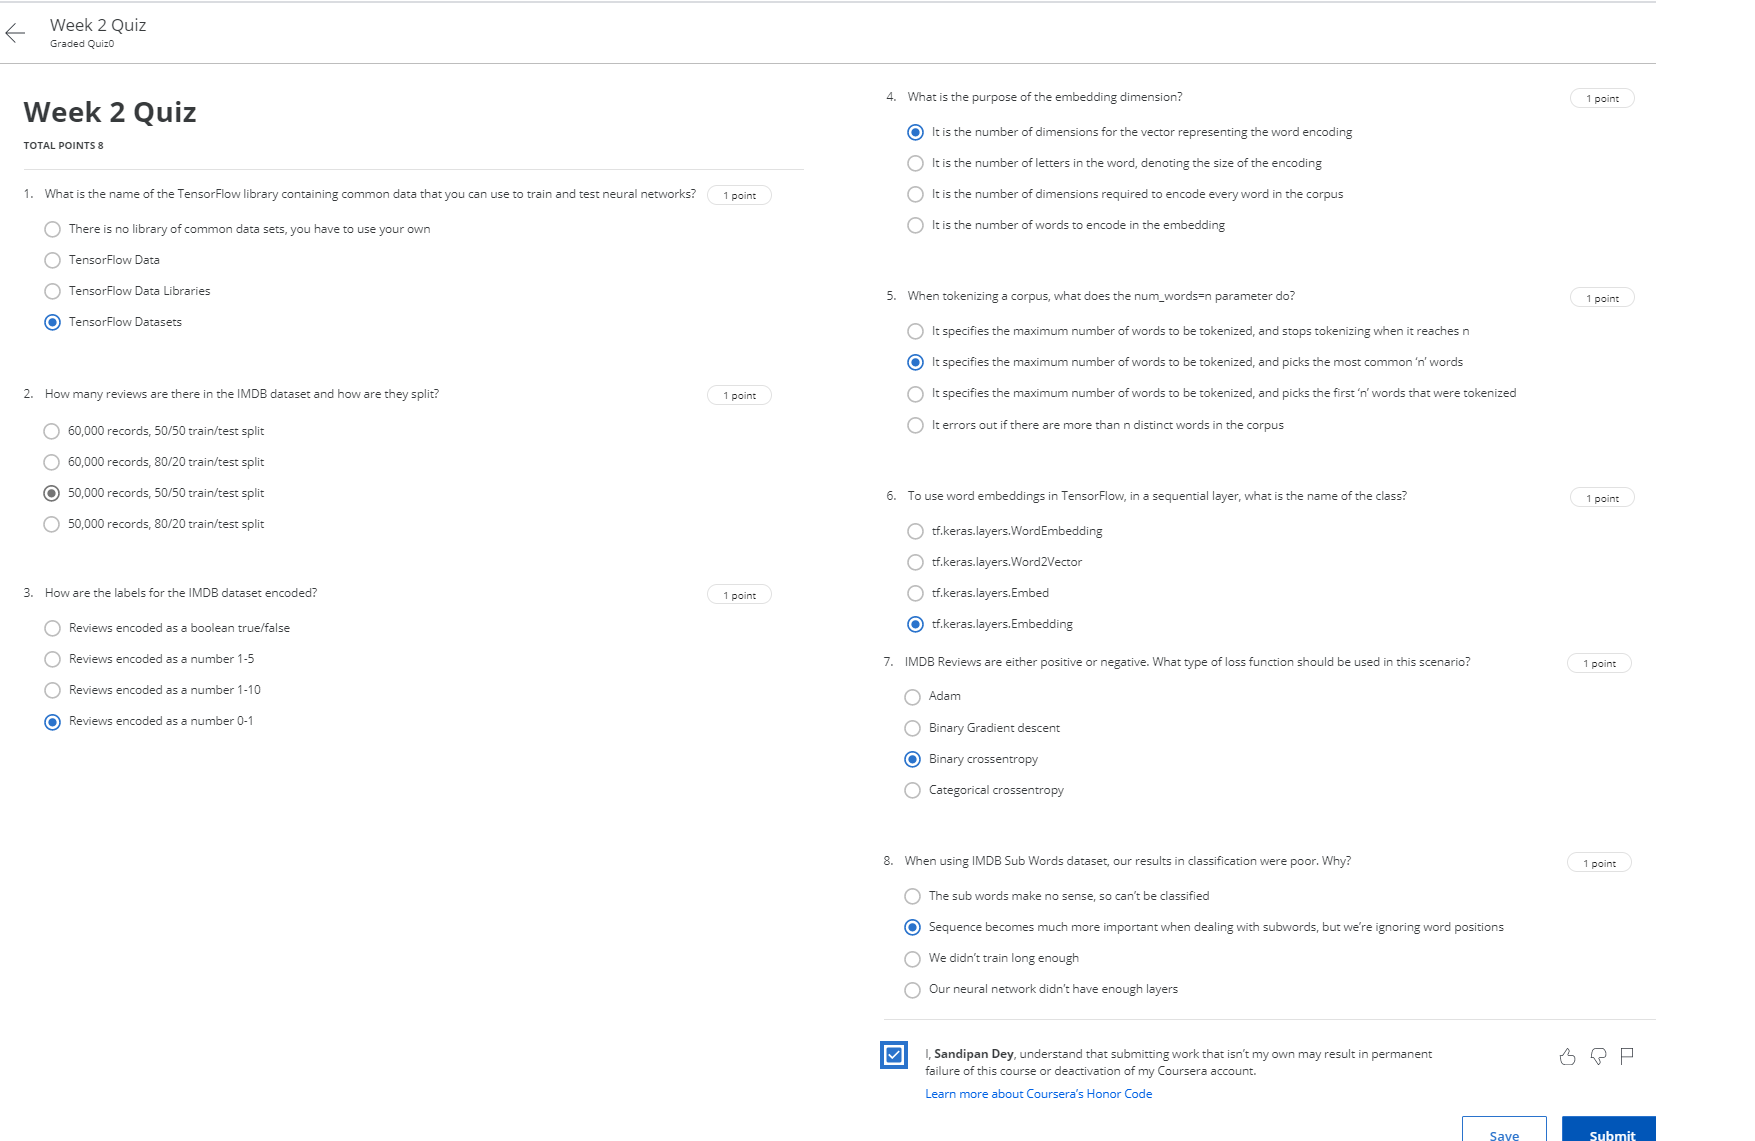 Week 2 Quiz
Graded Quiz0
Week 2 Quiz
TOTAL POINTS 8
1. What is the name of the TensorFlow library containing common data that you can use to train and test neural networks? 1 point
There is no library of common data sets, you have to use your own
TensorFlow Data
TensorFlow Data Libraries
TensorFlow Datasets
2. How many reviews are there in the IMDB dataset and how are they split? 1 point
60,000 records, 50/50 train/test split
60,000 records, 80/20 train/test split
50,000 records, 50/50 train/test split
50,000 records, 80/20 train/test split
3. How are the labels for the IMDB dataset encoded? 1 point
Reviews encoded as a boolean true/false
Reviews encoded as a number 1-5
Reviews encoded as a number 1-10
Reviews encoded as a number 0-1
4. What is the purpose of the embedding dimension? 1 point
It is the number of dimensions for the vector representing the word encoding
It is the number of letters in the word, denoting the size of the encoding
It is the number of dimensions required to encode every word in the corpus
It is the number of words to encode in the embedding
5. When tokenizing a corpus, what does the num_words=n parameter do? 1 point
It specifies the maximum number of words to be tokenized, and stops tokenizing when it reaches n
It specifies the maximum number of words to be tokenized, and picks the most common ‘n’ words
It specifies the maximum number of words to be tokenized, and picks the first ‘n’ words that were tokenized
It errors out if there are more than n distinct words in the corpus
6. To use word embeddings in TensorFlow, in a sequential layer, what is the name of the class? 1 point
tf.keras.layers.WordEmbedding
tf.keras.layers.Word2Vector
tf.keras.layers.Embed
tf.keras.layers.Embedding
7. IMDB Reviews are either positive or negative. What type of loss function should be used in this scenario? 1 point
Adam
Binary Gradient descent
Binary crossentropy
Categorical crossentropy
8. When using IMDB Sub Words dataset, our results in classification were poor. Why? 1 point
The sub words make no sense, so can’t be classified
Sequence becomes much more important when dealing with subwords, but we’re ignoring word positions
We didn’t train long enough
Our neural network didn’t have enough layers
I, Sandipan Dey, understand that submitting work that isn’t my own may result in permanent
failure of this course or deactivation of my Coursera account.
Learn more about Coursera’s Honor Code
Save Submit